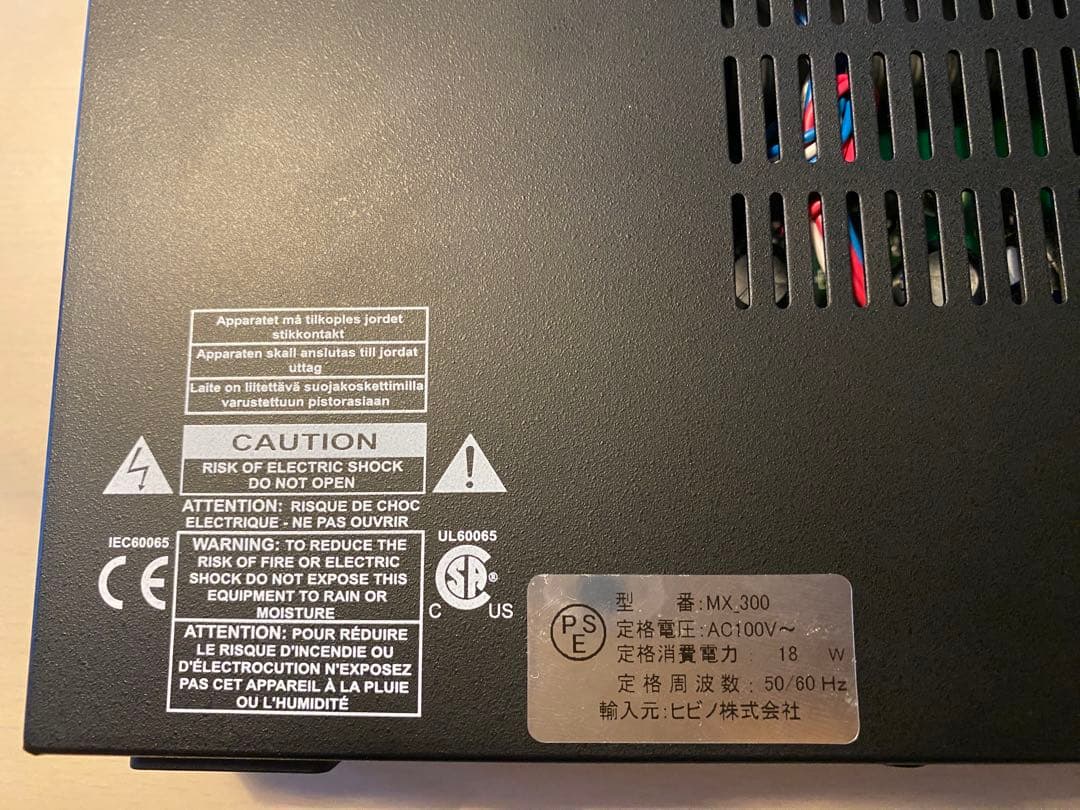 Apparatet må tilkoples jordet
stikkontakt
Apparaten skall anslutas till jordat
uttag
Laite on liitettävä suojakoskettimilla
varustettuun pistorasiaan
CAUTION
RISK OF ELECTRIC SHOCK
DO NOT OPEN
ATTENTION: RISQUE DE CHOC
ELECTRIQUE - NE PAS OUVRIR
IEC60065
CE
WARNING: TO REDUCE THE
RISK OF FIRE OR ELECTRIC
SHOCK DO NOT EXPOSE THIS
EQUIPMENT TO RAIN OR
MOISTURE
ATTENTION: POUR RÉDUIRE
LE RISQUE D'INCENDIE OU
D'ÉLECTROCUTION N'EXPOSEZ
PAS CET APPAREIL À LA PLUIE
OU L'HUMIDITÉ
UL60065
SA®
C US
PSE
型 番:MX_300
定格電圧:AC100V～
定格消費電力: 18 W
定格周波数: 50/60 Hz
輸入元:ヒビノ株式会社